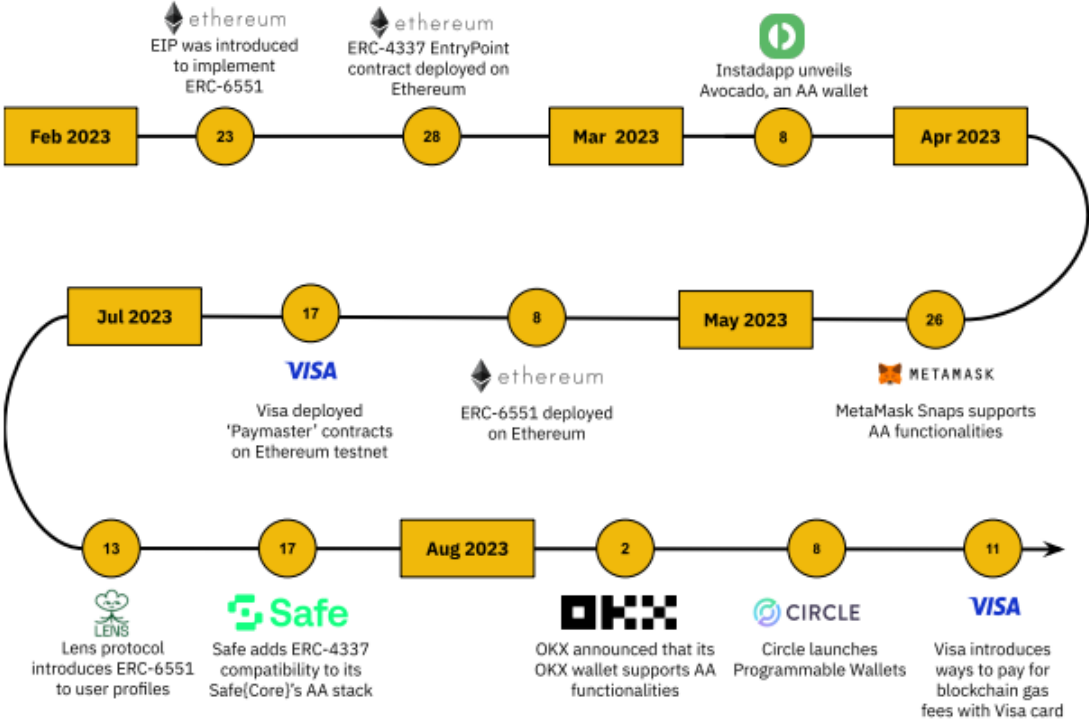 ethereum
EIP was introduced
to implement
ERC-6551
ethereum
ERC-4337 EntryPoint
contract deployed on
Ethereum
Instadapp unveils
Avocado, an AA wallet
Feb 2023
23
28
Mar 2023
8
Apr 2023
Jul 2023
17
8
May 2023
26
VISA
Visa deployed
'Paymaster' contracts
on Ethereum testnet
ethereum
ERC-6551 deployed
on Ethereum
METAMASK
MetaMask Snaps supports
AA functionalities
13
17
Aug 2023
2
8
11
LENS
Lens protocol
introduces ERC-6551
to user profiles
Safe
Safe adds ERC-4337
compatibility to its
Safe{Core}'s AA stack
OKX
OKX announced that its
OKX wallet supports AA
functionalities
CIRCLE
Circle launches
Programmable Wallets
VISA
Visa introduces
ways to pay for
blockchain gas
fees with Visa card